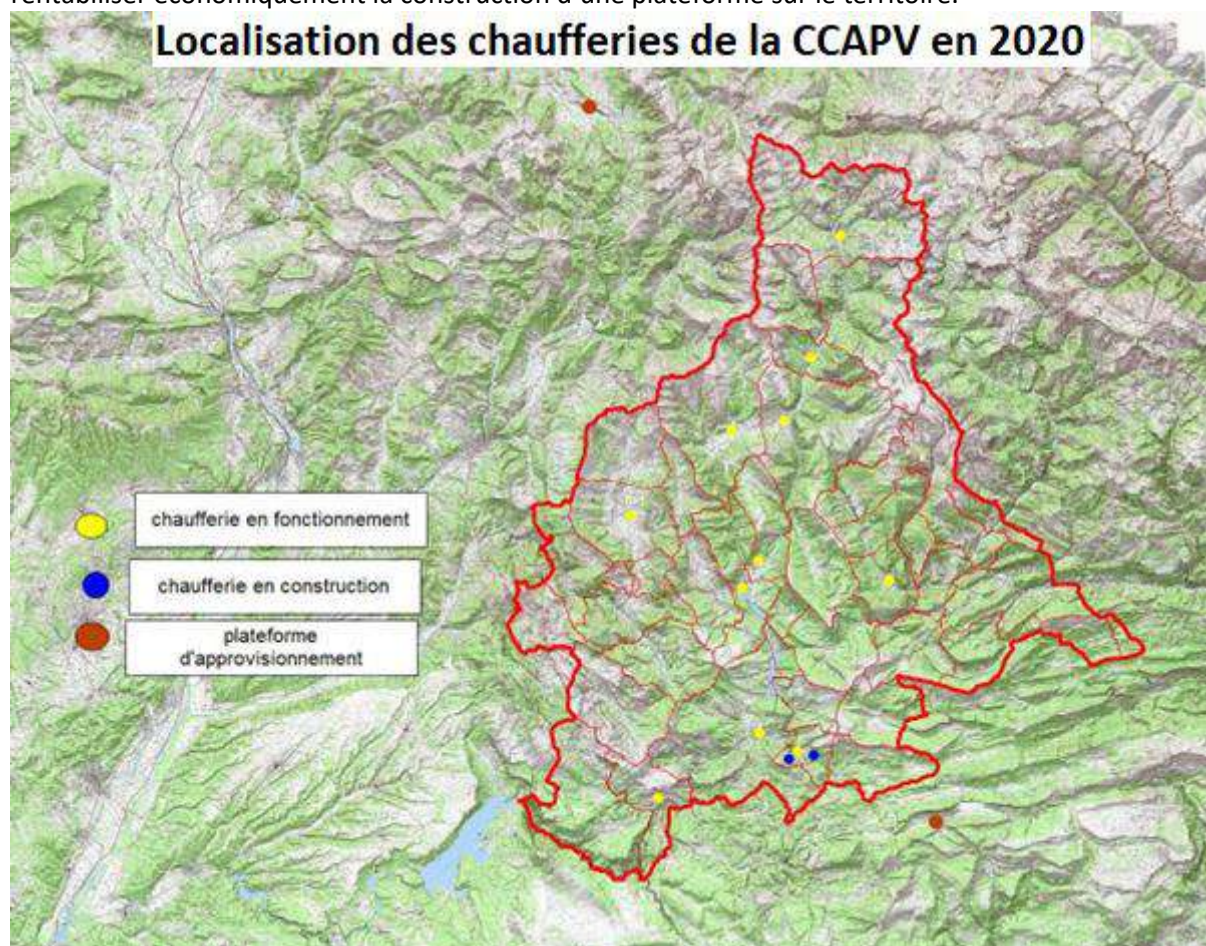 rentabiliser économiquement la construction d'une plateforme sur le territoire.
Localisation des chaufferies de la CCAPV en 2020
chaufferie en fonctionnement
chaufferie en construction
plateforme
d'approvisionnement